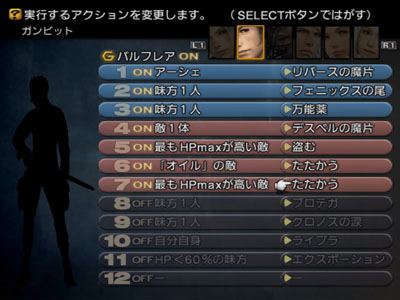 実行するアクションを変更します。 （SELECTボタンではがす）
ガンビット
L1 R1
G バルフレア ON
1 ON アーシェ リバースの魔片
2 ON 味方1人 フェニックスの尾
3 ON 味方1人 万能薬
4 ON 敵1体 デスペルの魔片
5 ON 最もHPmaxが高い敵 盗む
6 ON 「オイル」の敵 たたかう
7 ON 最もHPmaxが高い敵 たたかう
8 OFF 味方1人 プロテガ
9 OFF 味方1人 クロノスの涙
10 OFF 自分自身 ライブラ
11 OFF HP＜60％の味方 エクスポーション
12 OFF － －